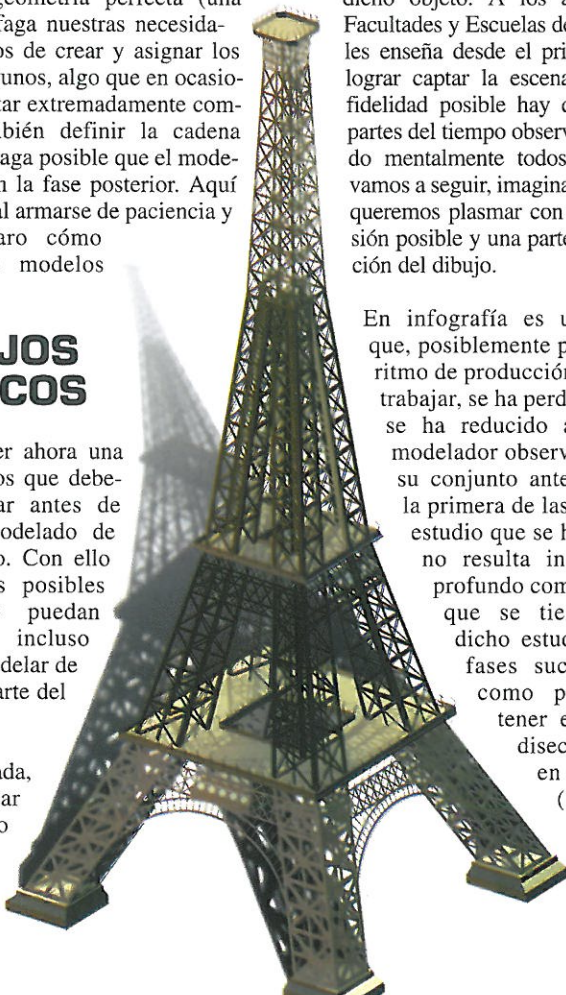 geometría perfecta (una
faga nuestras necesida-
os de crear y asignar los
unos, algo que en ocasio-
tar extremadamente com-
bién definir la cadena
aga posible que el mode-
n la fase posterior. Aquí
al armarse de paciencia y
aro cómo
modelos
JOS
COS
er ahora una
os que debe-
ar antes de
odelado de
o. Con ello
s posibles
puedan
incluso
delar de
arte del
ada,
ar
o
dicho objeto. A los a
Facultades y Escuelas de
les enseña desde el pri
lograr captar la escena
fidelidad posible hay
partes del tiempo observ
do mentalmente todos
vamos a seguir, imagina
queremos plasmar con
sión posible y una parte
ción del dibujo.
En infografía es u
que, posiblemente p
ritmo de producción
trabajar, se ha perd
se ha reducido a
modelador observ
su conjunto ante
la primera de las
estudio que se h
no resulta in
profundo com
que se tie
dicho estud
fases suc
como p
tener e
disec
en
(